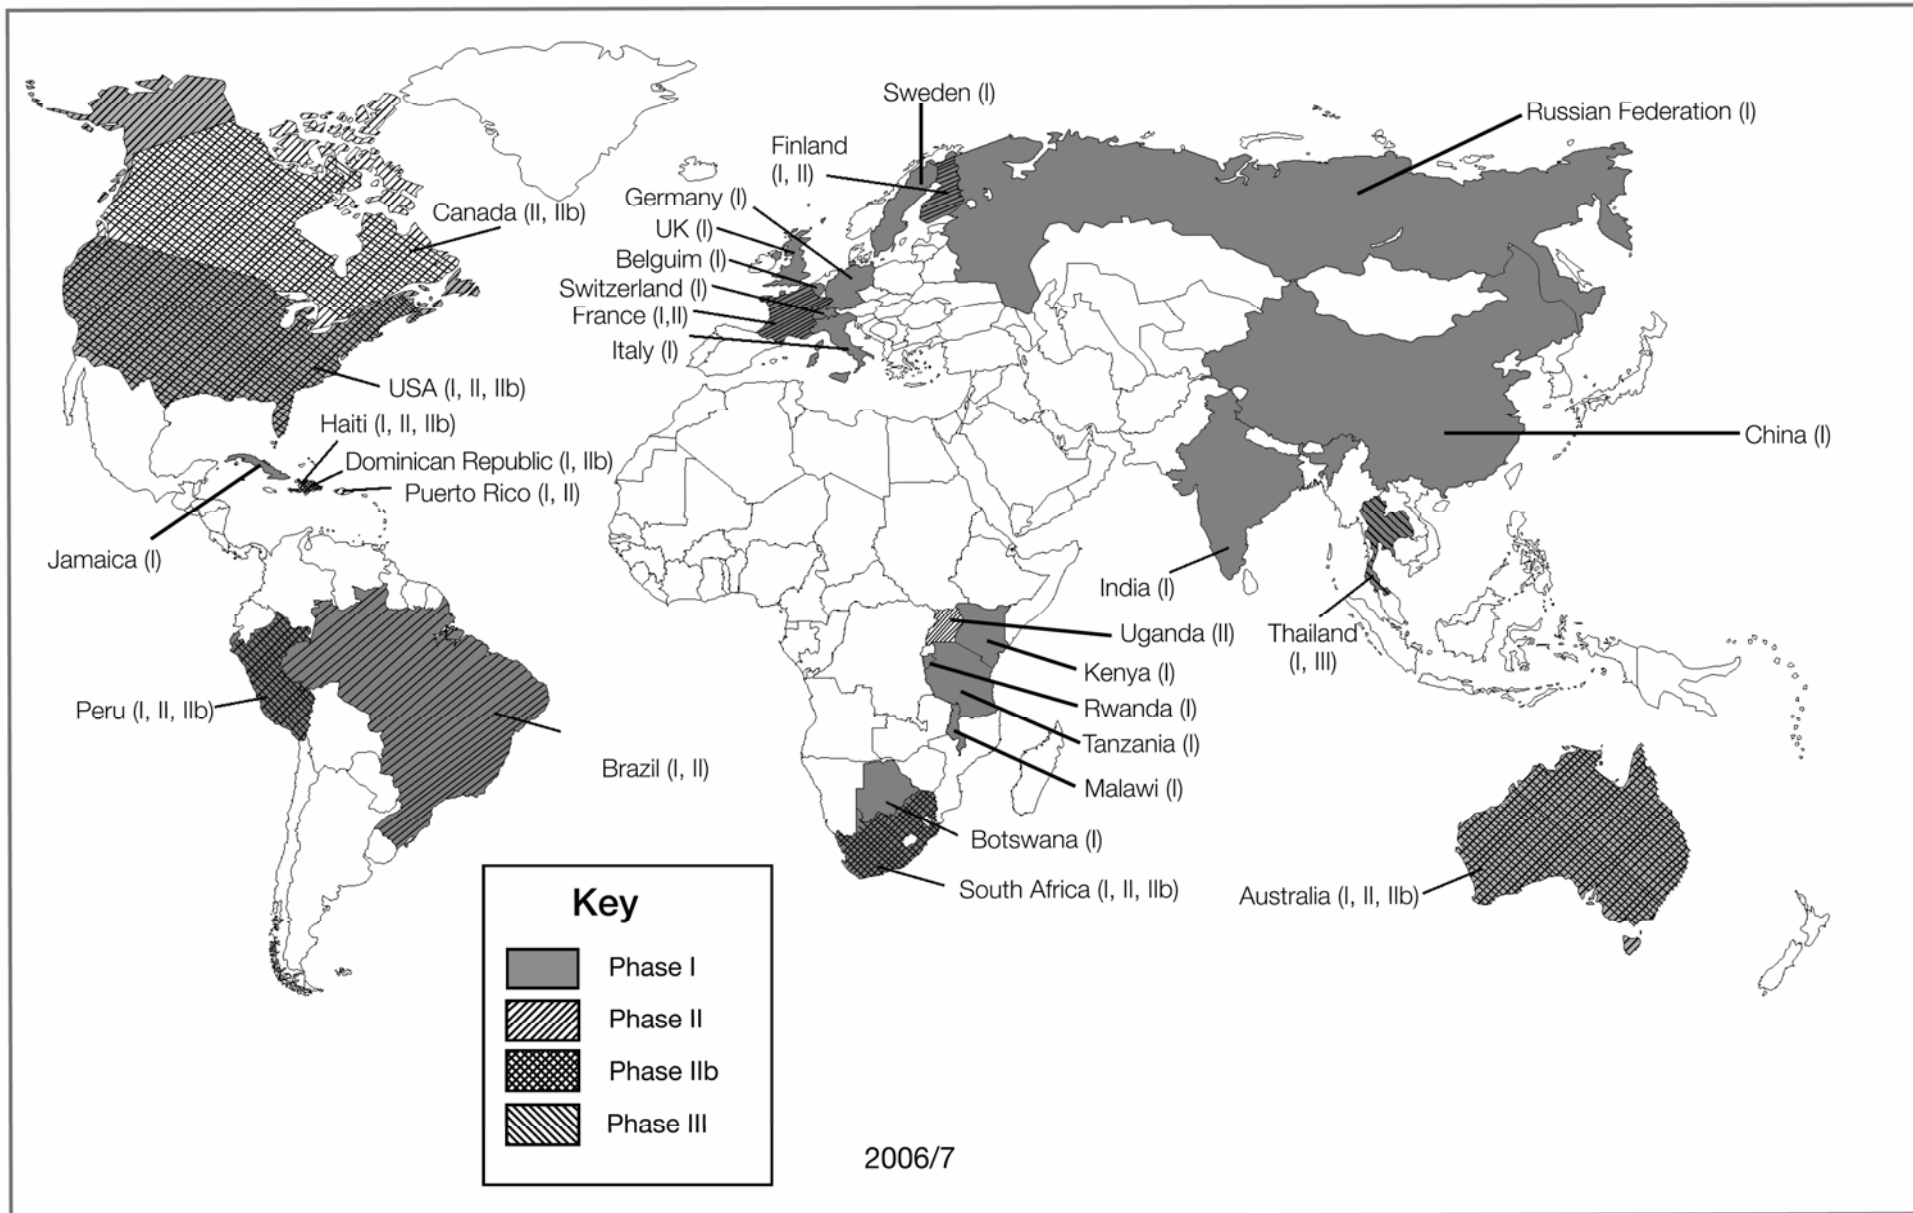 Sweden (I)
Russian Federation (I)
Finland
(I, II)
Germany (I)
Canada (II, IIb)
UK (I)
Belguim (I)
Switzerland (I)
France (I,II)
Italy (I)
USA (I, II, IIb)
Haiti (I, II, IIb)
China (I)
Dominican Republic (I, IIb)
Puerto Rico (I, II)
Jamaica (I)
India (I)
Uganda (II)
Thailand
(I, III)
Kenya (I)
Rwanda (I)
Peru (I, II, IIb)
Tanzania (I)
Brazil (I, II)
Malawi (I)
Botswana (I)
South Africa (I, II, IIb)
Australia (I, II, IIb)
Key
Phase I
Phase II
Phase IIb
Phase III
2006/7